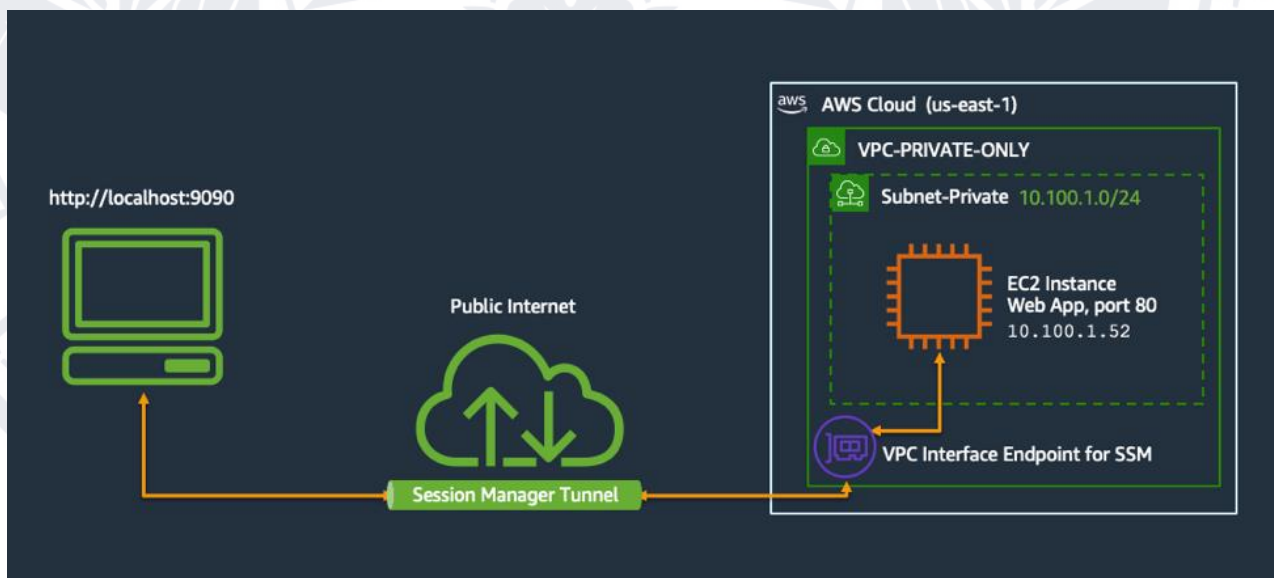 http://localhost:9090
Public Internet
Session Manager Tunnel
aws
AWS Cloud (us-east-1)
VPC-PRIVATE-ONLY
Subnet-Private 10.100.1.0/24
EC2 Instance
Web App, port 80
10.100.1.52
VPC Interface Endpoint for SSM